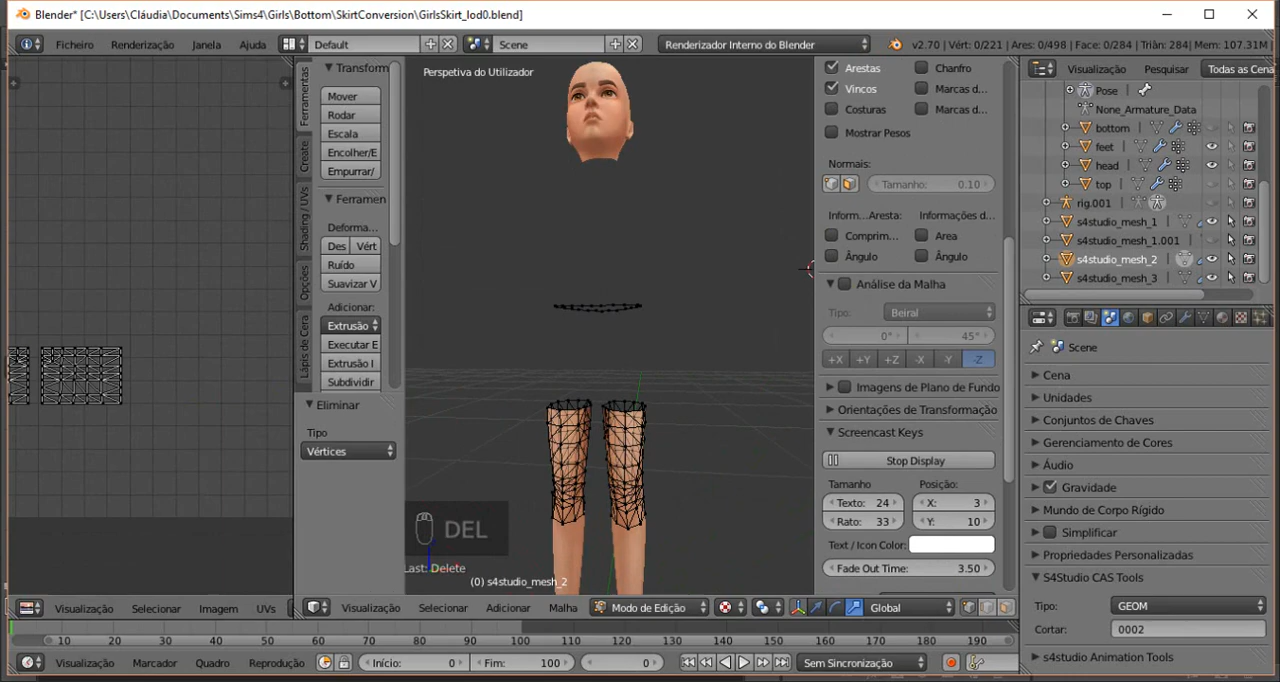 Blender* [C:\Users\Cláudia\Documents\Sims4\Girls\Bottom\SkirtConversion\GirlsSkirt_lod0.blend]
Ficheiro Renderização Janela Ajuda Default Scene Renderizador Interno do Blender v2.70 | Vért: 0/221 | Ares: 0/498 | Face: 0/284 | Triân: 284 | Mem: 107.31M
Ferramentas
Create
Shading / UVs
Opções
Lápis de Cera
Transform
Mover
Rodar
Escala
Encolher/E
Empurrar/
Ferramen
Deforma...
Des Vért
Ruído
Suavizar V
Adicionar:
Extrusão
Executar E
Extrusão I
Subdividir
Eliminar
Tipo
Vértices
Perspetiva do Utilizador
DEL
Last: Delete
(0) s4studio_mesh_2
Arestas Chanfro
Vincos Marcas d...
Costuras Marcas d...
Mostrar Pesos
Normais:
Tamanho: 0.10
Inform...Aresta: Informações d...
Comprim... Area
Ângulo Ângulo
Análise da Malha
Tipo: Beiral
0° 45°
+X +Y +Z -X -Y -Z
Imagens de Plano de Fundo
Orientações de Transformação
Screencast Keys
Stop Display
Tamanho Posição:
Texto: 24 X: 3
Rato: 33 Y: 10
Text / Icon Color:
Fade Out Time: 3.50
Visualização Pesquisar Todas as Cena
Pose
None_Armature_Data
bottom
feet
head
top
rig.001
s4studio_mesh_1
s4studio_mesh_1.001
s4studio_mesh_2
s4studio_mesh_3
Scene
Cena
Unidades
Conjuntos de Chaves
Gerenciamento de Cores
Áudio
Gravidade
Mundo de Corpo Rígido
Simplificar
Propriedades Personalizadas
S4Studio CAS Tools
Tipo: GEOM
Cortar: 0002
s4studio Animation Tools
Visualização Selecionar Imagem UVs
Visualização Selecionar Adicionar Malha Modo de Edição Global
10 20 30 40 50 60 70 80 90 100 110 120 130 140 150 160 170 180 190
Visualização Marcador Quadro Reprodução Início: 0 Fim: 100 0 Sem Sincronização